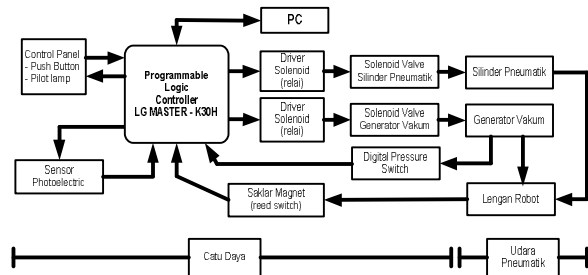 PC
Control Panel
- Push Button
- Pilot lamp
Programmable
Logic
Controller
LG MASTER - K30H
Driver
Solenoid
(relai)
Solenoid Valve
Silinder Pneumatik
Silinder Pneumatik
Driver
Solenoid
(relai)
Solenoid Valve
Generator Vakum
Generator Vakum
Sensor
Photoelectric
Digital Pressure
Switch
Saklar Magnet
(reed switch)
Lengan Robot
Catu Daya
Udara
Pneumatik